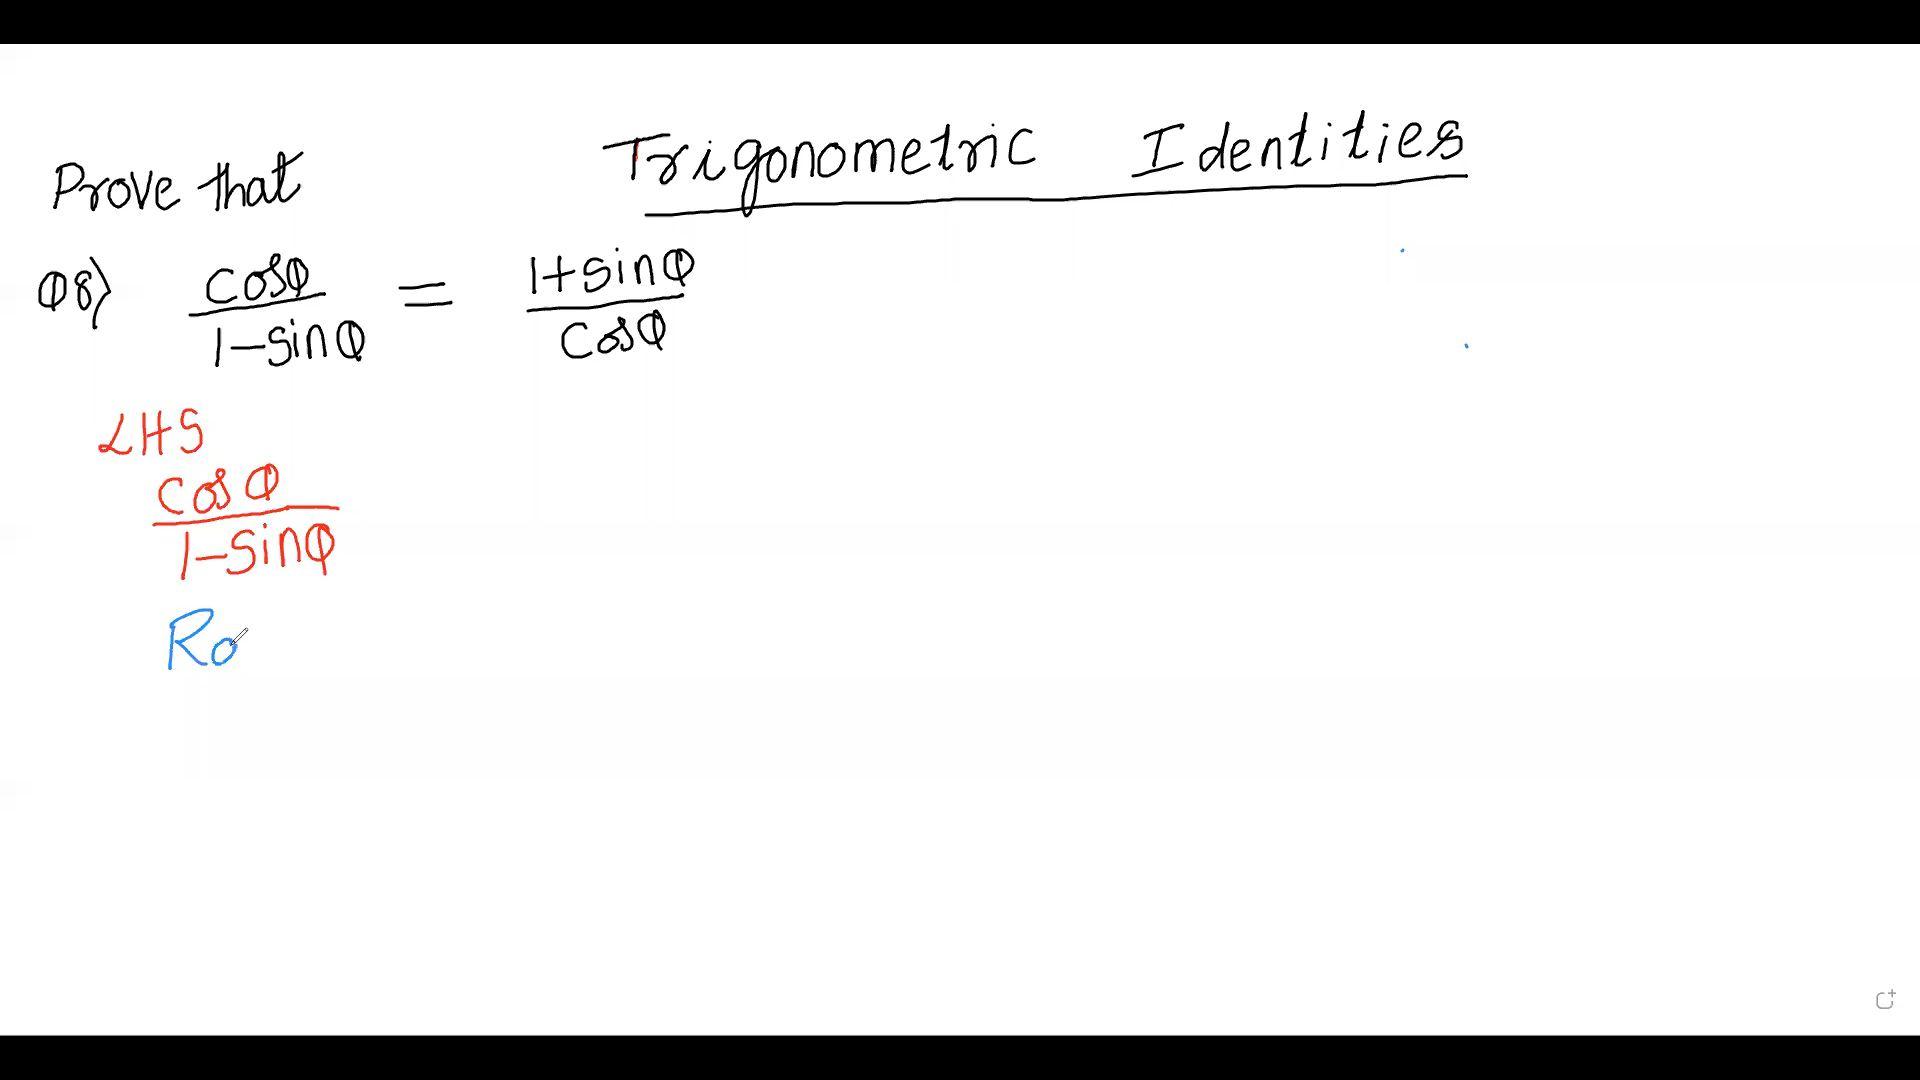 Trigonometric Identities
Prove that
Q8) cosθ/1-sinθ = 1+sinθ/cosθ
LHS
cosθ/1-sinθ
Ro